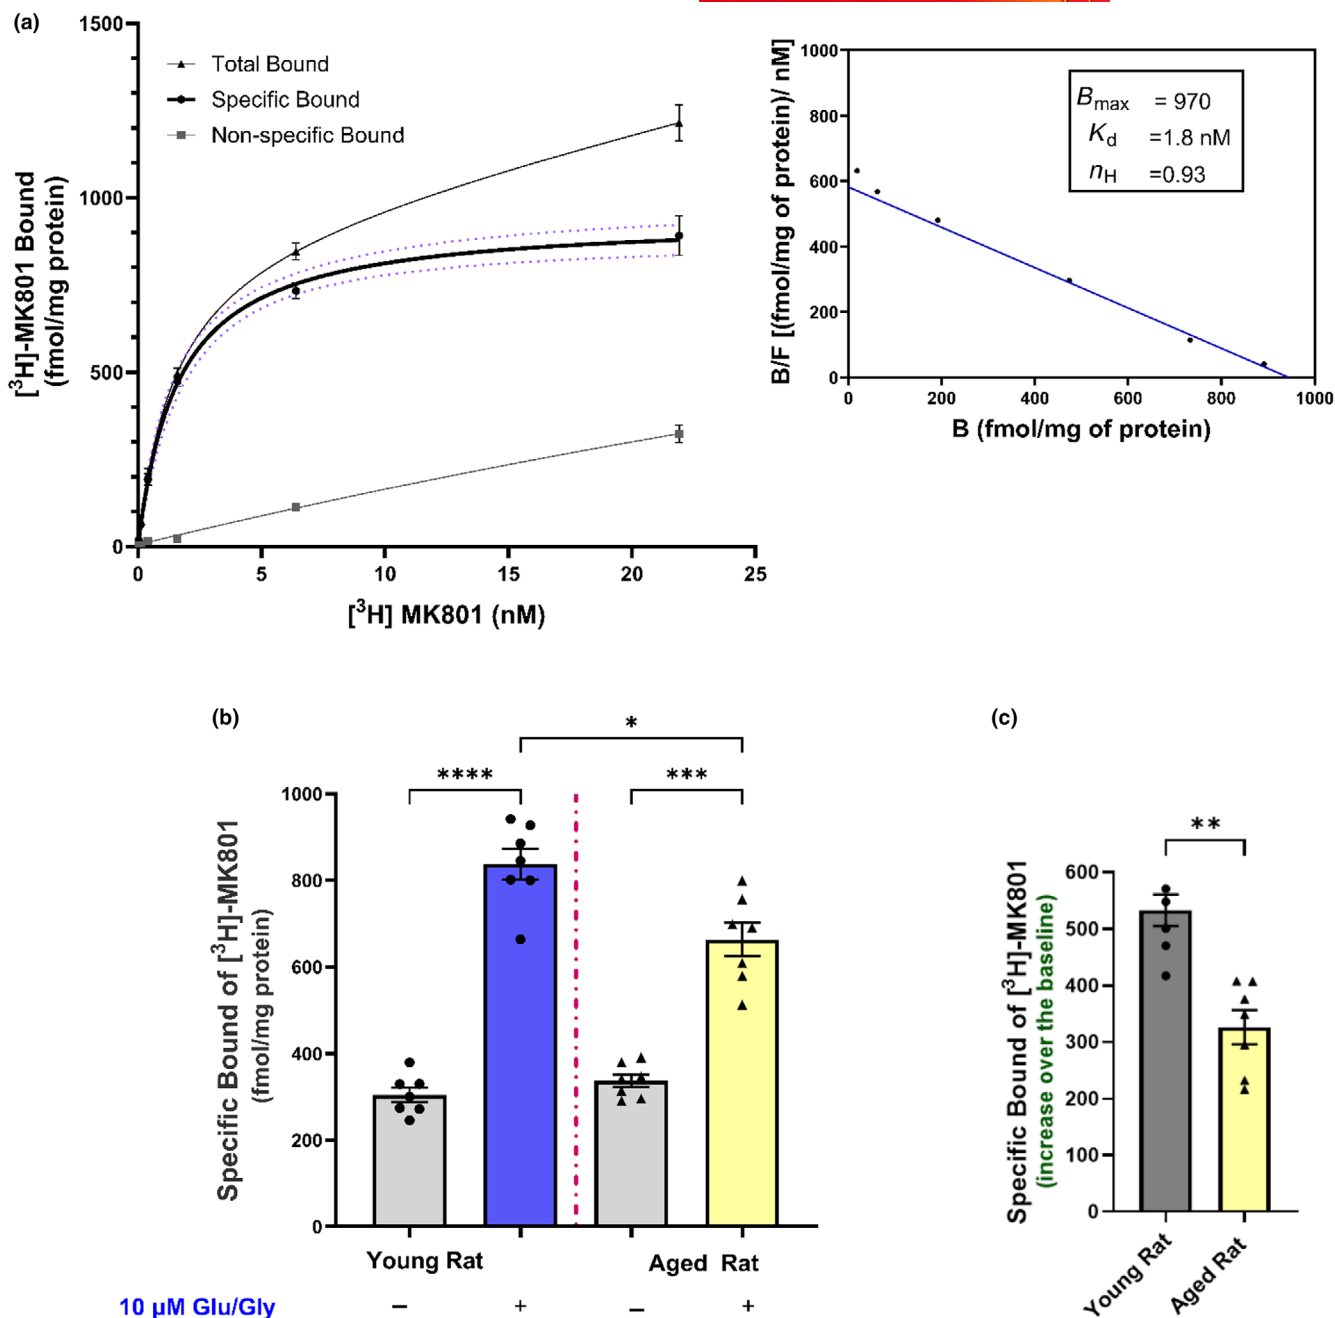 (a)
1500
1000
500
0
[³H]-MK801 Bound
(fmol/mg protein)
Total Bound
Specific Bound
Non-specific Bound
0 5 10 15 20 25
[³H] MK801 (nM)
B/F [(fmol/mg of protein)/ nM]
1000
800
600
400
200
0
Bmax = 970
Kd =1.8 nM
nH =0.93
0 200 400 600 800 1000
B (fmol/mg of protein)
(b)
*
**** ***
Specific Bound of [³H]-MK801
(fmol/mg protein)
1000
800
600
400
200
0
Young Rat Aged Rat
10 µM Glu/Gly − + − +
(c)
**
Specific Bound of [³H]-MK801
(increase over the baseline)
600
500
400
300
200
100
0
Young Rat
Aged Rat